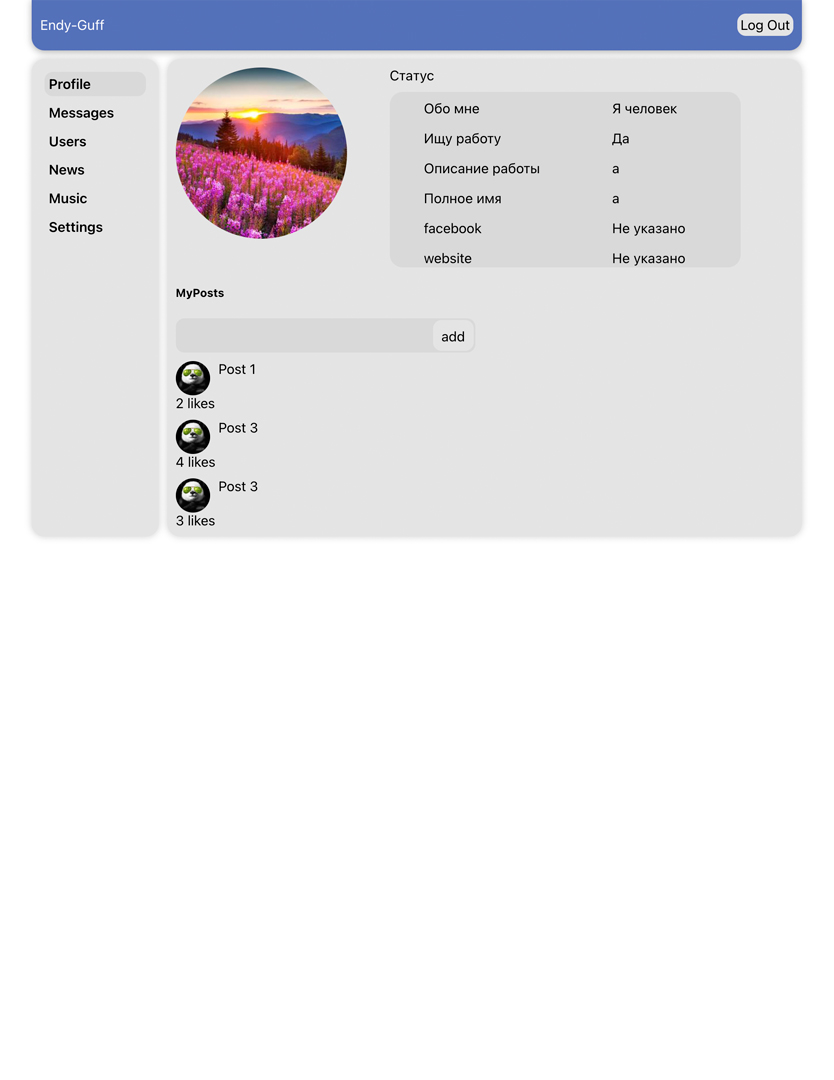 Endy-Guff
Log Out
Profile
Messages
Users
News
Music
Settings
Статус
Обо мне Я человек
Ищу работу Да
Описание работы а
Полное имя а
facebook Не указано
website Не указано
MyPosts
add
Post 1
2 likes
Post 3
4 likes
Post 3
3 likes